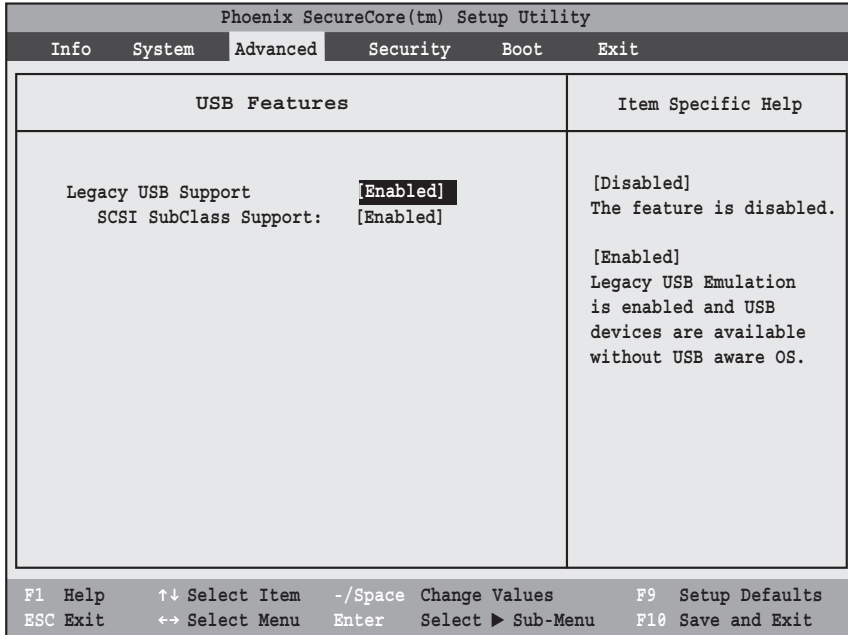 Phoenix SecureCore(tm) Setup Utility
Info System Advanced Security Boot Exit
USB Features
Item Specific Help
Legacy USB Support [Enabled]
SCSI SubClass Support: [Enabled]
[Disabled]
The feature is disabled.
[Enabled]
Legacy USB Emulation
is enabled and USB
devices are available
without USB aware OS.
F1 Help ↑↓ Select Item -/Space Change Values F9 Setup Defaults
ESC Exit ←→ Select Menu Enter Select ▶ Sub-Menu F10 Save and Exit